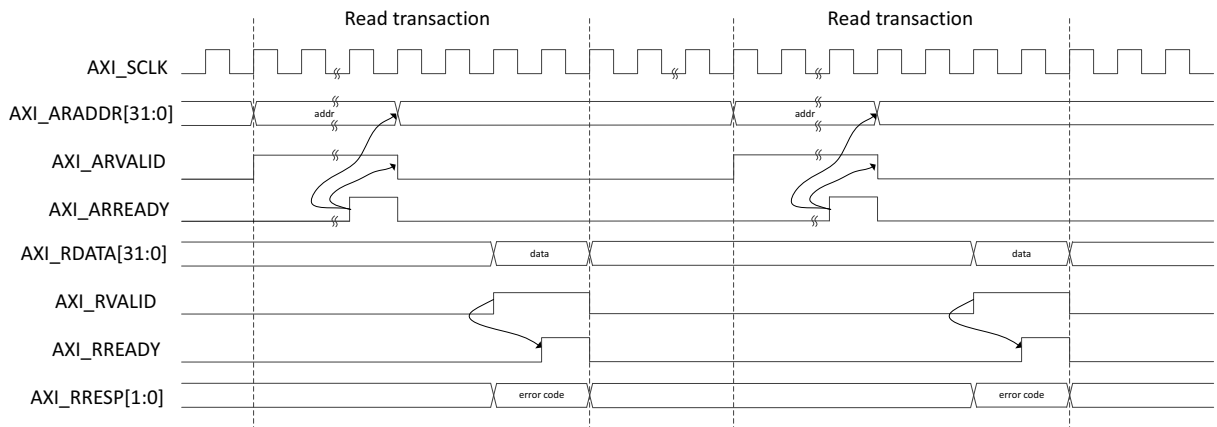 Read transaction Read transaction
AXI_SCLK
AXI_ARADDR[31:0] addr addr
AXI_ARVALID
AXI_ARREADY
AXI_RDATA[31:0] data data
AXI_RVALID
AXI_RREADY
AXI_RRESP[1:0] error code error code